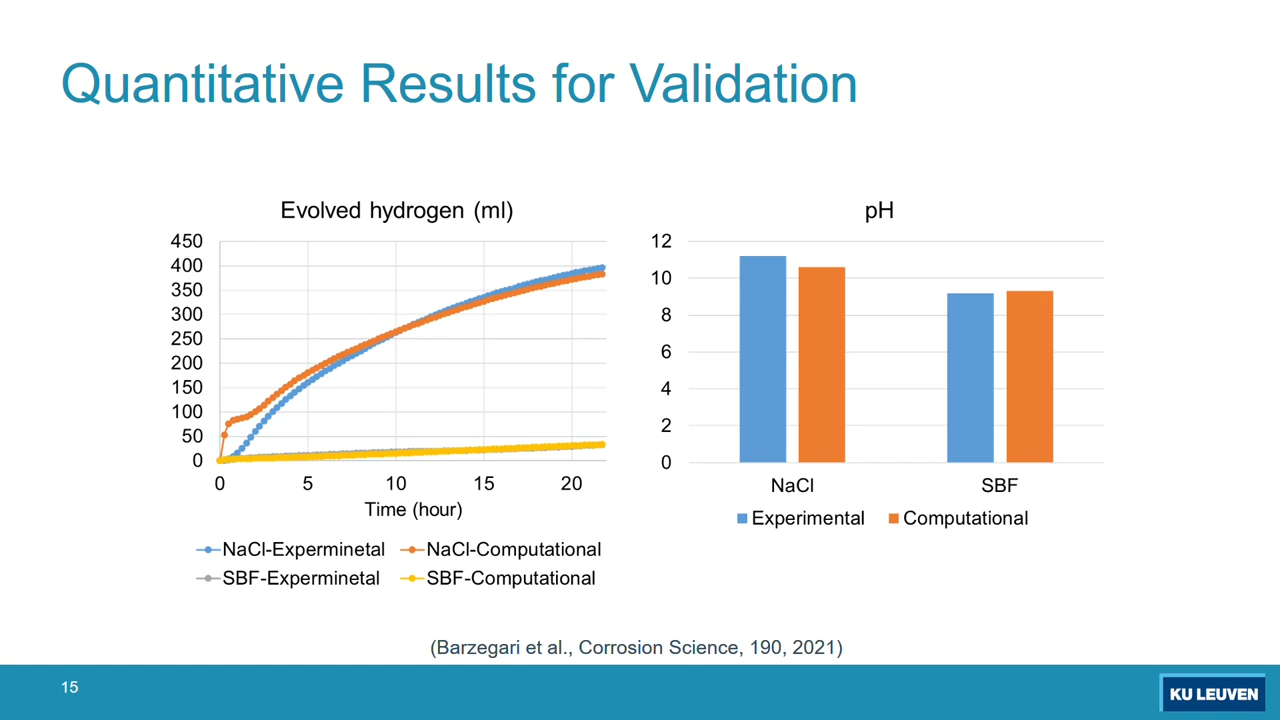 Quantitative Results for Validation
Evolved hydrogen (ml)
450
400
350
300
250
200
150
100
50
0
0 5 10 15 20
Time (hour)
NaCl-Experminetal NaCl-Computational
SBF-Experminetal SBF-Computational
pH
12
10
8
6
4
2
0
NaCl SBF
Experimental Computational
(Barzegari et al., Corrosion Science, 190, 2021)
15
KU LEUVEN